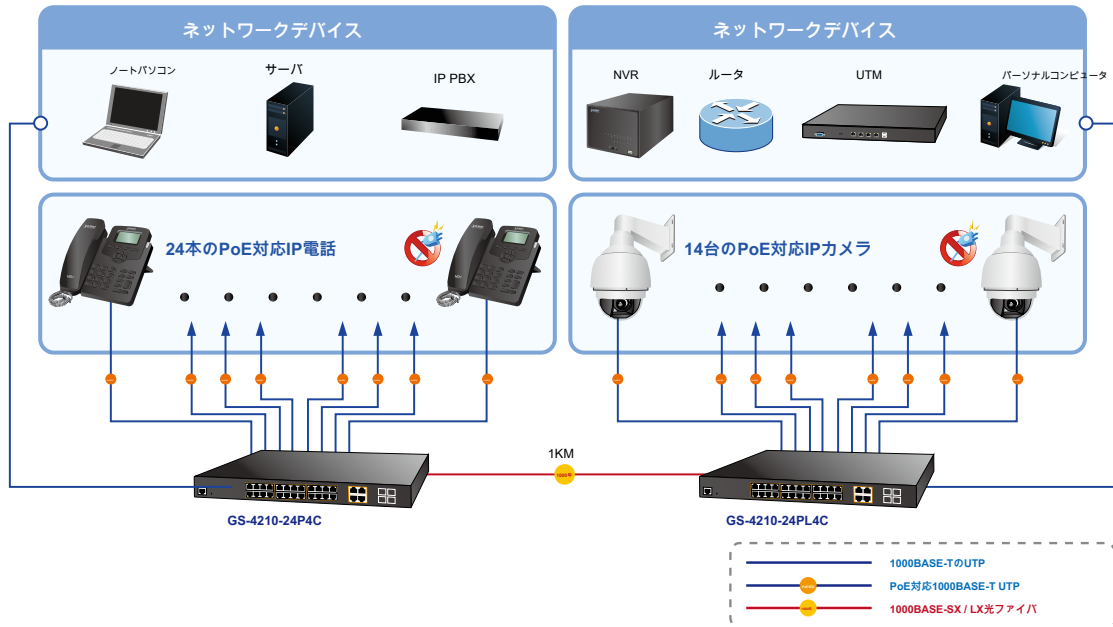 ネットワークデバイス
ノートパソコン
サーバ
IP PBX
ネットワークデバイス
NVR
ルータ
UTM
パーソナルコンピュータ
24本のPoE対応IP電話
14台のPoE対応IPカメラ
1KM
GS-4210-24P4C
GS-4210-24PL4C
1000BASE-TのUTP
PoE対応1000BASE-T UTP
1000BASE-SX / LX光ファイバ